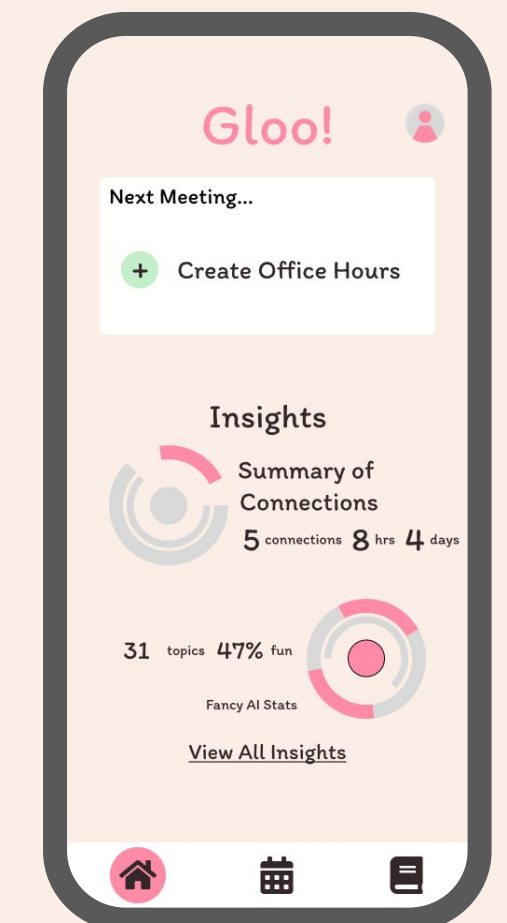 Gloo!
Next Meeting...
+ Create Office Hours
Insights
Summary of
Connections
5 connections 8 hrs 4 days
31 topics 47% fun
Fancy AI Stats
View All Insights